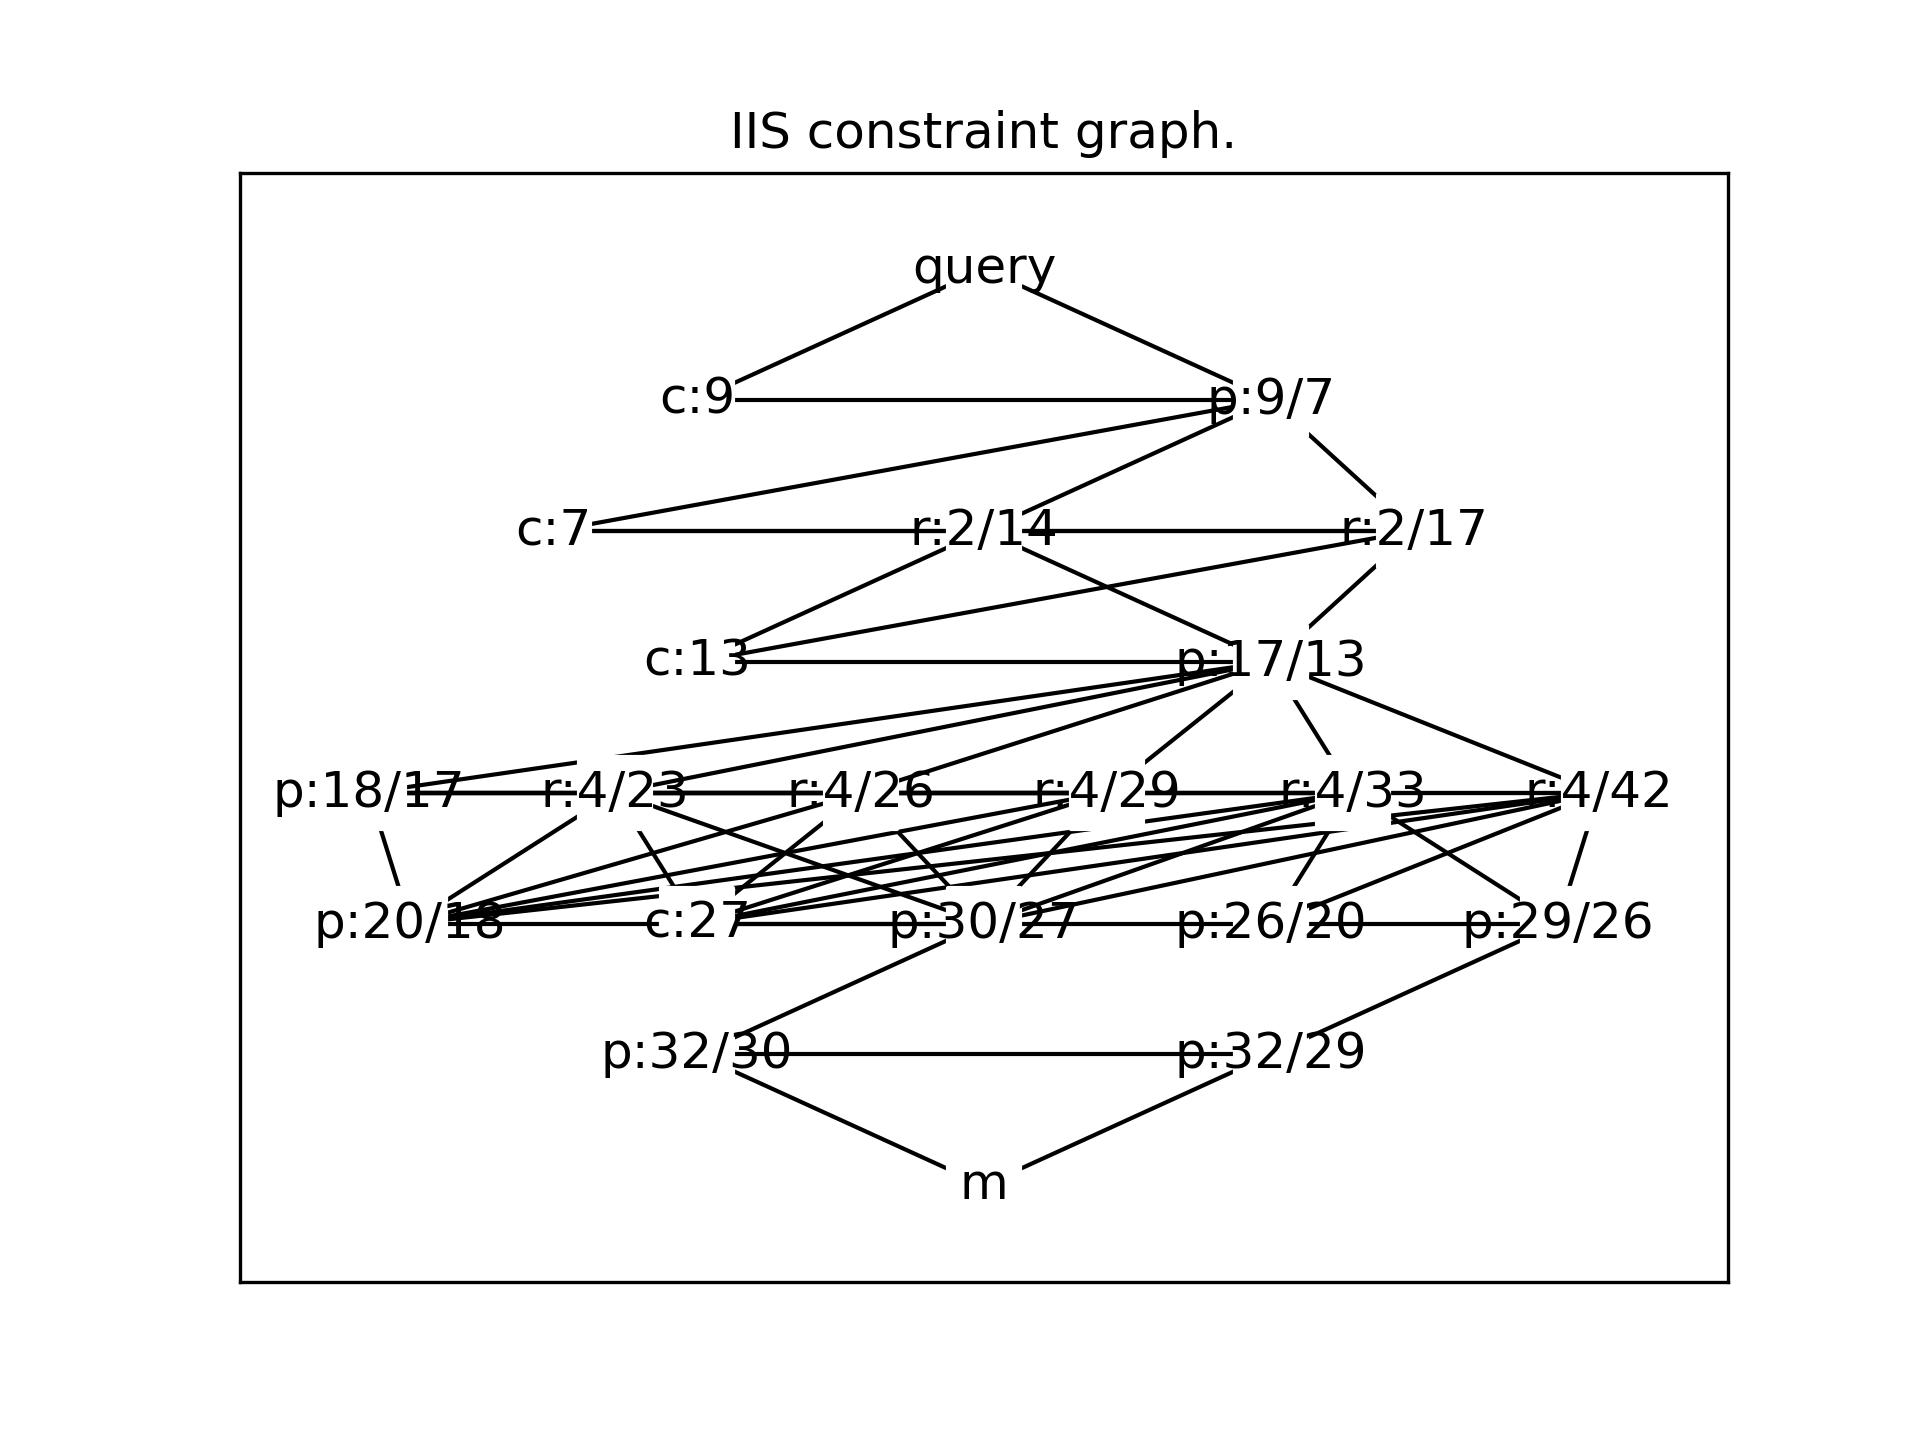 IIS constraint graph.
query
c:9 p:9/7
c:7 r:2/14 r:2/17
c:13 p:17/13
p:18/17 r:4/23 r:4/26 r:4/29 r:4/33 r:4/42
p:20/18 c:27 p:30/27 p:26/20 p:29/26
p:32/30 p:32/29
m